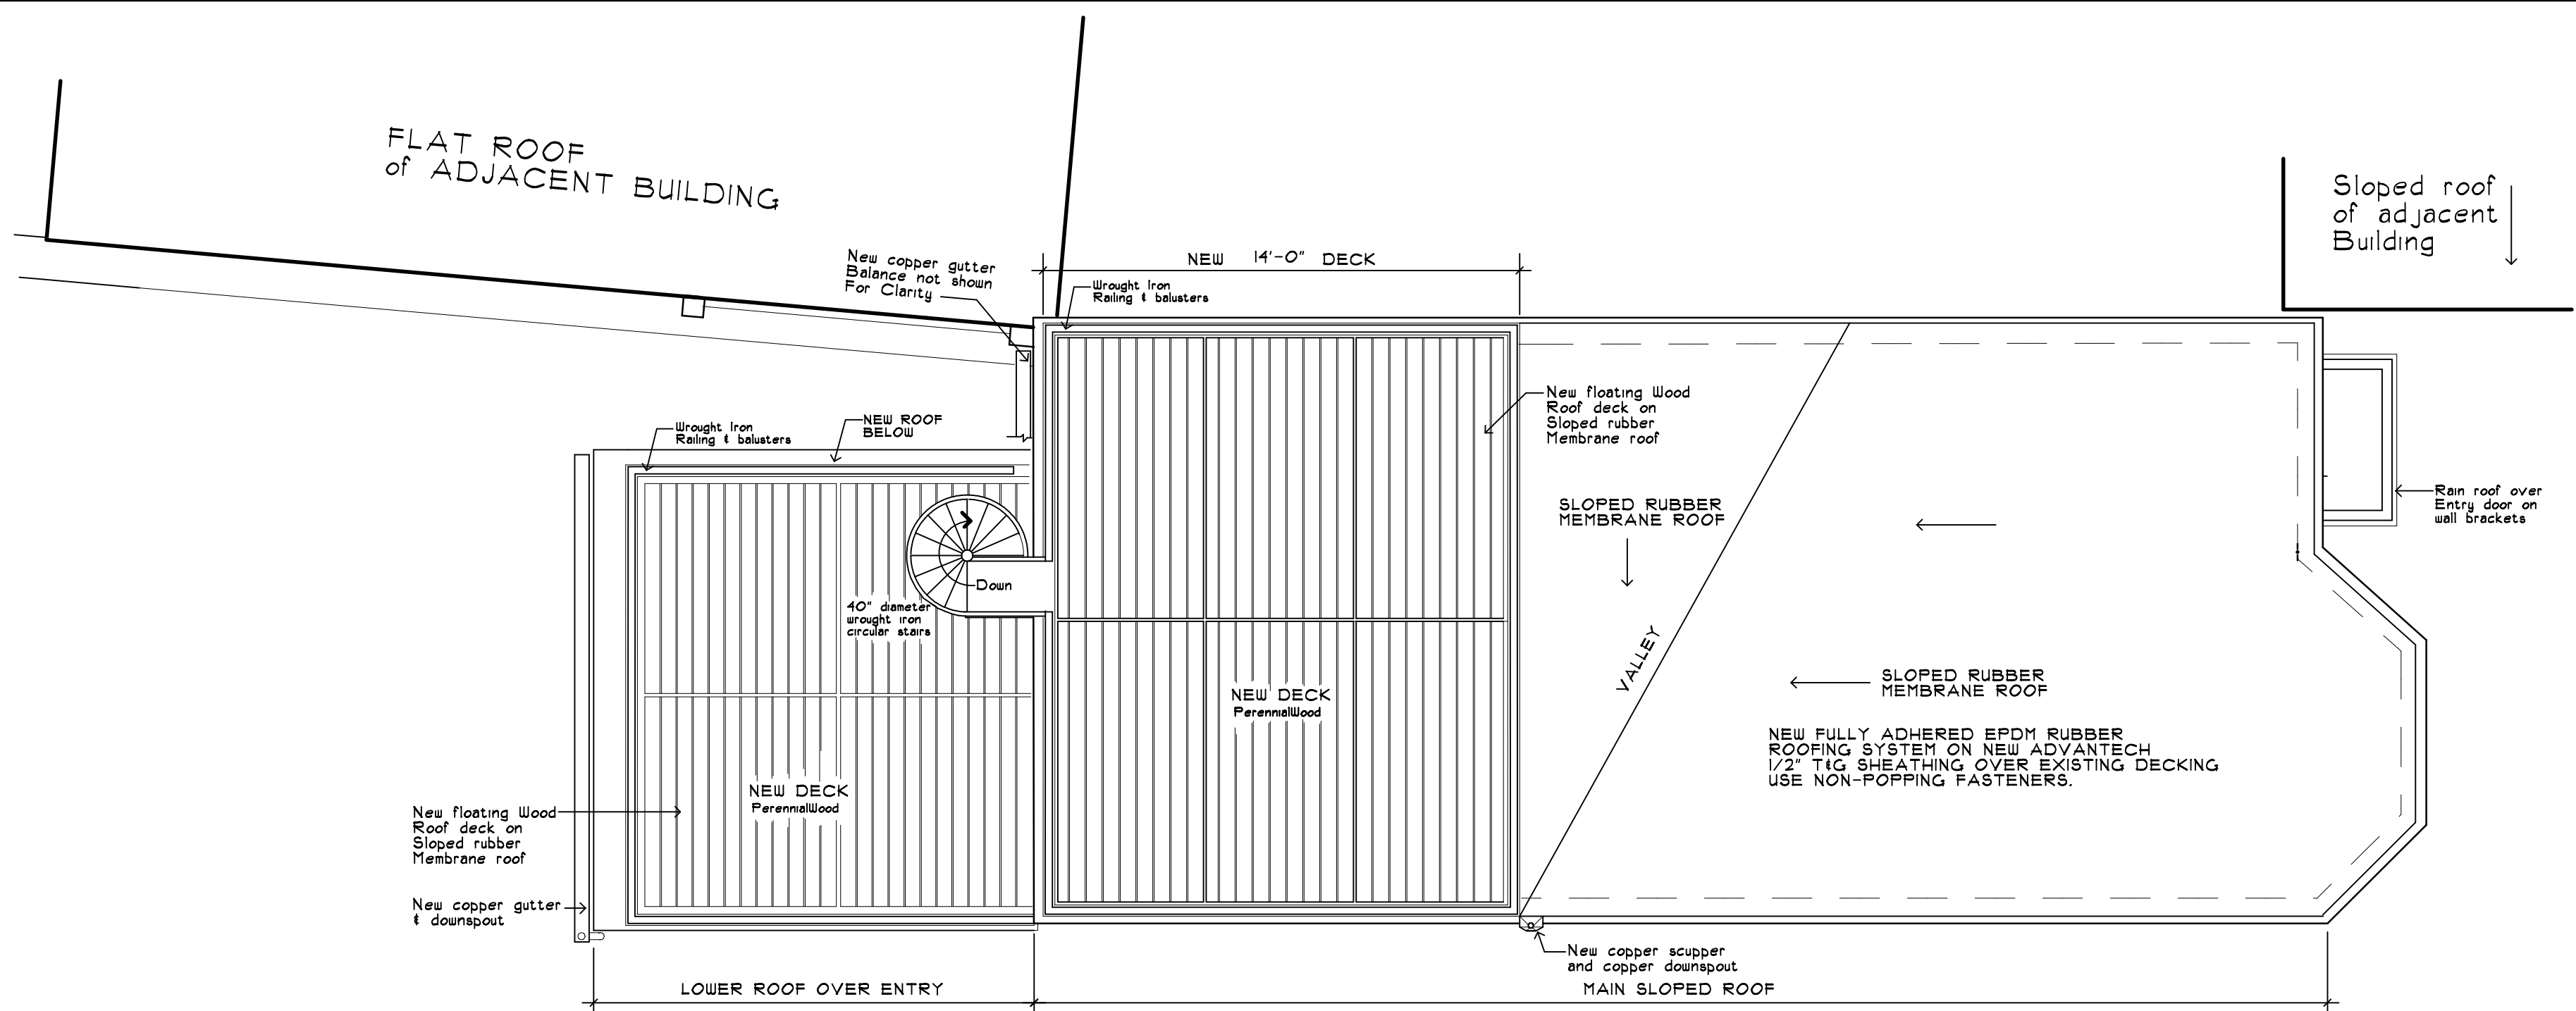 FLAT ROOF
of ADJACENT BUILDING
Sloped roof
of adjacent
Building
New copper gutter
Balance not shown
For Clarity
NEW 14'-0" DECK
Wrought Iron
Railing & balusters
Wrought Iron
Railing & balusters
NEW ROOF
BELOW
New floating Wood
Roof deck on
Sloped rubber
Membrane roof
SLOPED RUBBER
MEMBRANE ROOF
Rain roof over
Entry door on
wall brackets
Down
40" diameter
wrought iron
circular stairs
VALLEY
SLOPED RUBBER
MEMBRANE ROOF
NEW DECK
PerennialWood
NEW FULLY ADHERED EPDM RUBBER
ROOFING SYSTEM ON NEW ADVANTECH
1/2" T&G SHEATHING OVER EXISTING DECKING
USE NON-POPPING FASTENERS.
NEW DECK
PerennialWood
New floating Wood
Roof deck on
Sloped rubber
Membrane roof
New copper gutter
& downspout
New copper scupper
and copper downspout
LOWER ROOF OVER ENTRY
MAIN SLOPED ROOF